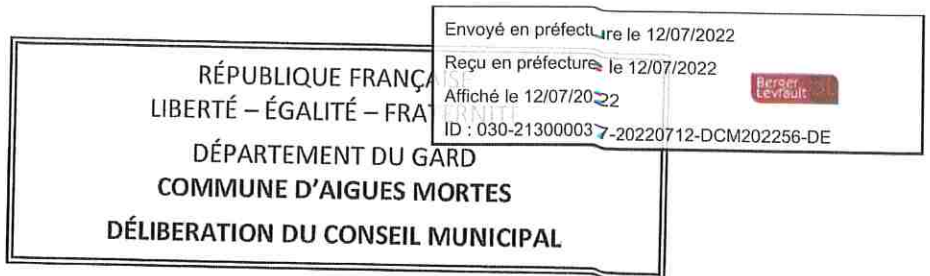 Envoyé en préfecture le 12/07/2022
Reçu en préfecture le 12/07/2022
Affiché le 12/07/2022
Berger
Levrault
ID : 030-213000037-20220712-DCM202256-DE
RÉPUBLIQUE FRANÇAISE
LIBERTÉ – ÉGALITÉ – FRATERNITÉ
DÉPARTEMENT DU GARD
COMMUNE D'AIGUES MORTES
DÉLIBERATION DU CONSEIL MUNICIPAL